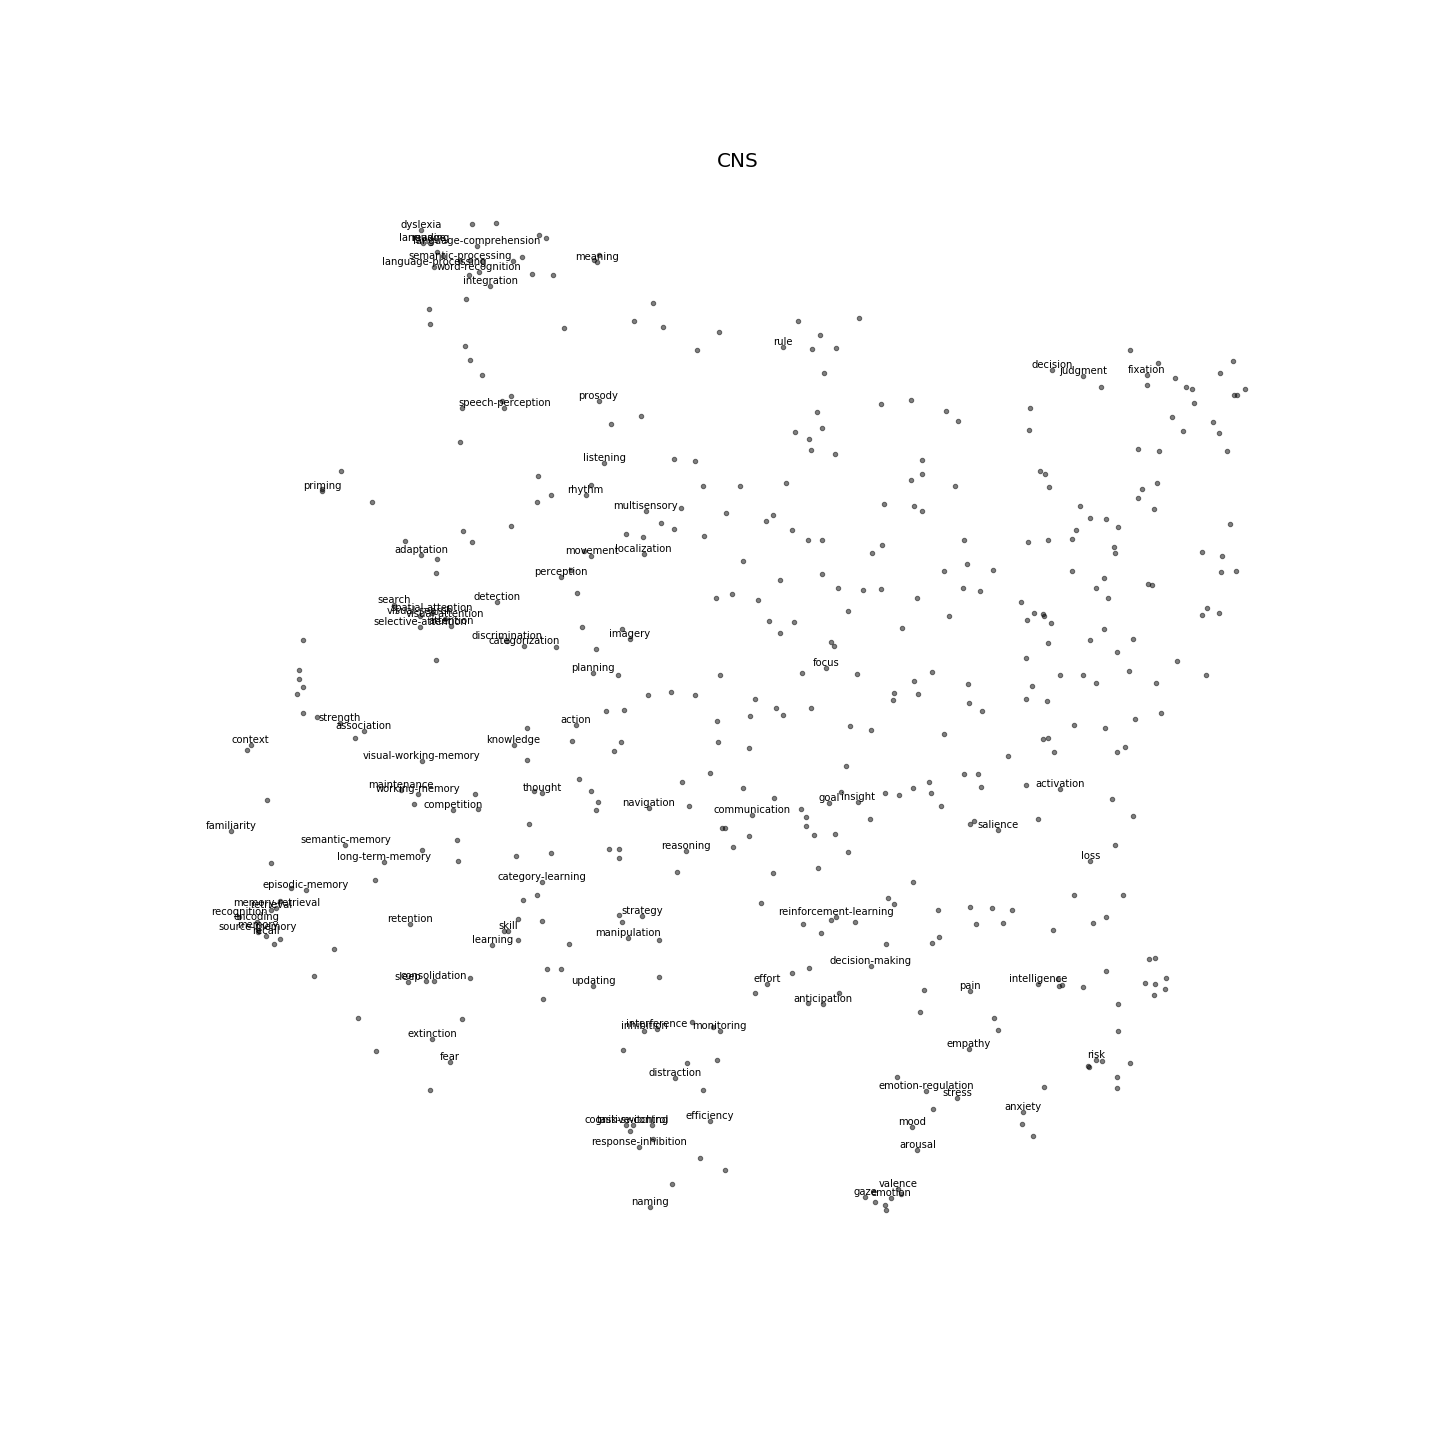 CNS
dyslexia
language-comprehension
semantic-processing
meaning
language-processing
word-recognition
integration
rule
decision
judgment
fixation
prosody
speech-perception
listening
priming
rhythm
multisensory
adaptation
movement
localization
perception
detection
search
spatial-attention
visual-search
visual-attention
selective-attention
attention
discrimination
categorization
imagery
focus
planning
strength
association
action
context
knowledge
visual-working-memory
maintenance
working-memory
thought
activation
competition
navigation
communication
goal
insight
familiarity
salience
semantic-memory
reasoning
long-term-memory
loss
category-learning
episodic-memory
memory-retrieval
retrieval
recognition
encoding
memory
source-memory
recall
retention
strategy
reinforcement-learning
skill
manipulation
learning
decision-making
sleep
consolidation
updating
effort
intelligence
pain
anticipation
interference
inhibition
monitoring
extinction
empathy
fear
risk
distraction
emotion-regulation
stress
anxiety
efficiency
cognitive-control
task-switching
mood
response-inhibition
arousal
valence
gaze
emotion
naming